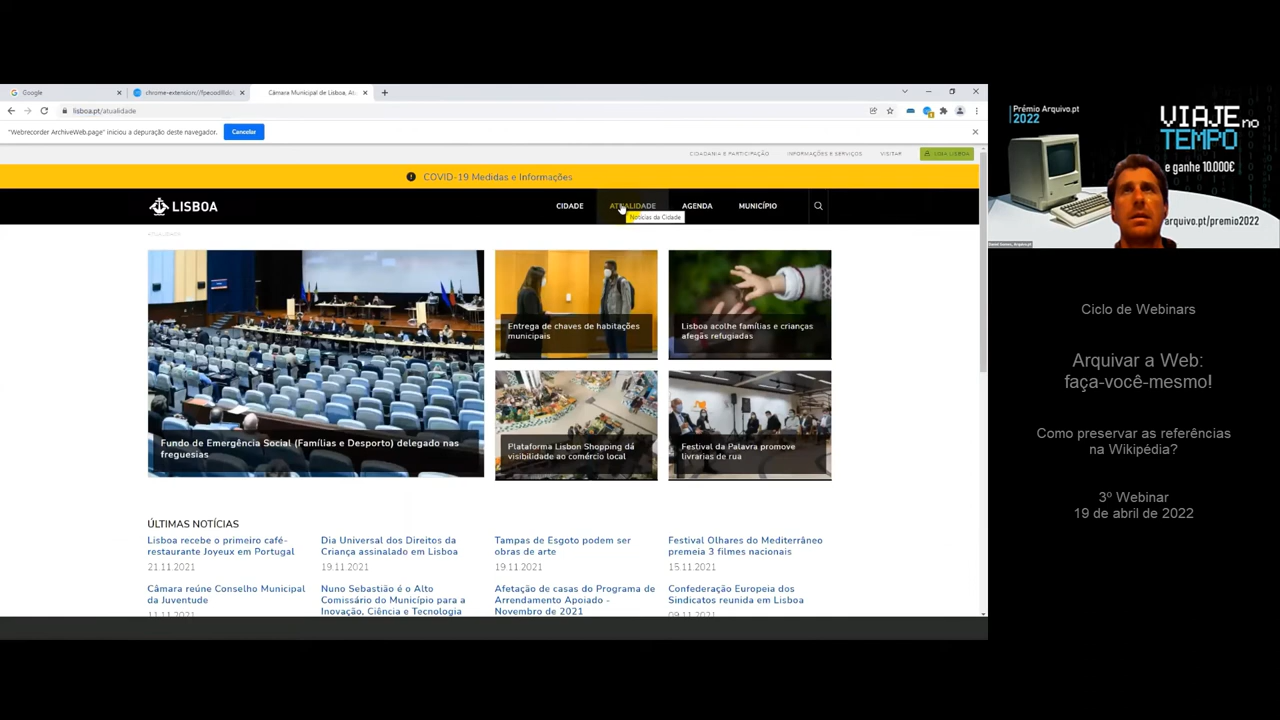 Google
chrome-extension://fpeoodllldo
Câmara Municipal de Lisboa, Atu
lisboa.pt/atualidade
"Webrecorder ArchiveWeb.page" iniciou a depuração deste navegador.
Cancelar
CIDADANIA E PARTICIPAÇÃO
INFORMAÇÕES E SERVIÇOS
VISITAR
COVID-19 Medidas e Informações
LISBOA
CIDADE
ATUALIDADE
AGENDA
MUNICÍPIO
Notícias da Cidade
ATUALIDADE
Fundo de Emergência Social (Famílias e Desporto) delegado nas
freguesias
Entrega de chaves de habitações
municipais
Lisboa acolhe famílias e crianças
afegãs refugiadas
Plataforma Lisbon Shopping dá
visibilidade ao comércio local
Festival da Palavra promove
livrarias de rua
ÚLTIMAS NOTÍCIAS
Lisboa recebe o primeiro café-
restaurante Joyeux em Portugal
21.11.2021
Dia Universal dos Direitos da
Criança assinalado em Lisboa
19.11.2021
Tampas de Esgoto podem ser
obras de arte
19.11.2021
Festival Olhares do Mediterrâneo
premeia 3 filmes nacionais
15.11.2021
Câmara reúne Conselho Municipal
da Juventude
11.11.2021
Nuno Sebastião é o Alto
Comissário do Município para a
Inovação, Ciência e Tecnologia
Afetação de casas do Programa de
Arrendamento Apoiado -
Novembro de 2021
Confederação Europeia dos
Sindicatos reunida em Lisboa
09.11.2021
Prémio Arquivo.pt
2022
VIAJE no
TEMPO
e ganhe 10.000€
arquivo.pt/premio2022
Ciclo de Webinars
Arquivar a Web:
faça-você-mesmo!
Como preservar as referências
na Wikipédia?
3º Webinar
19 de abril de 2022